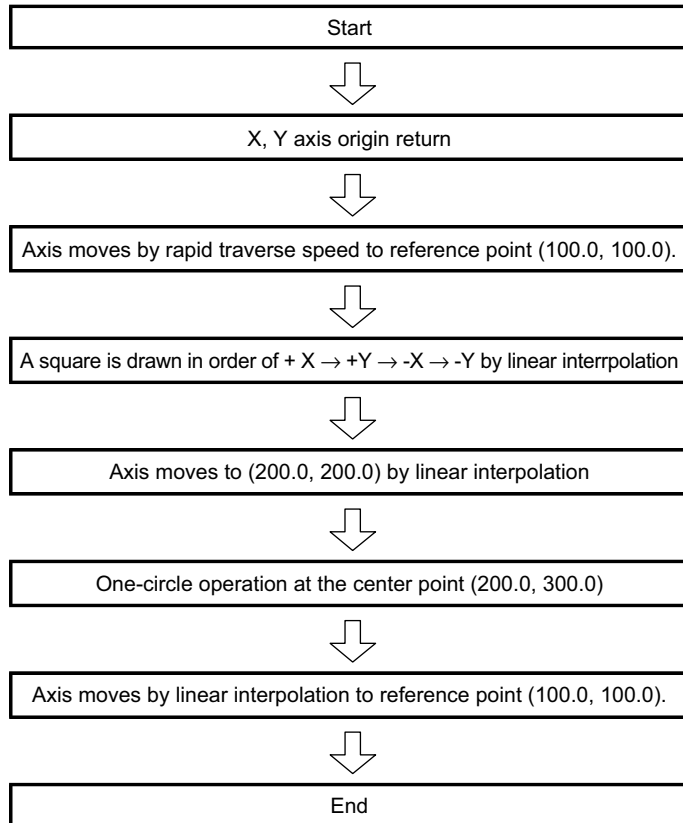 Start
X, Y axis origin return
Axis moves by rapid traverse speed to reference point (100.0, 100.0).
A square is drawn in order of + X → +Y → -X → -Y by linear interrpolation
Axis moves to (200.0, 200.0) by linear interpolation
One-circle operation at the center point (200.0, 300.0)
Axis moves by linear interpolation to reference point (100.0, 100.0).
End